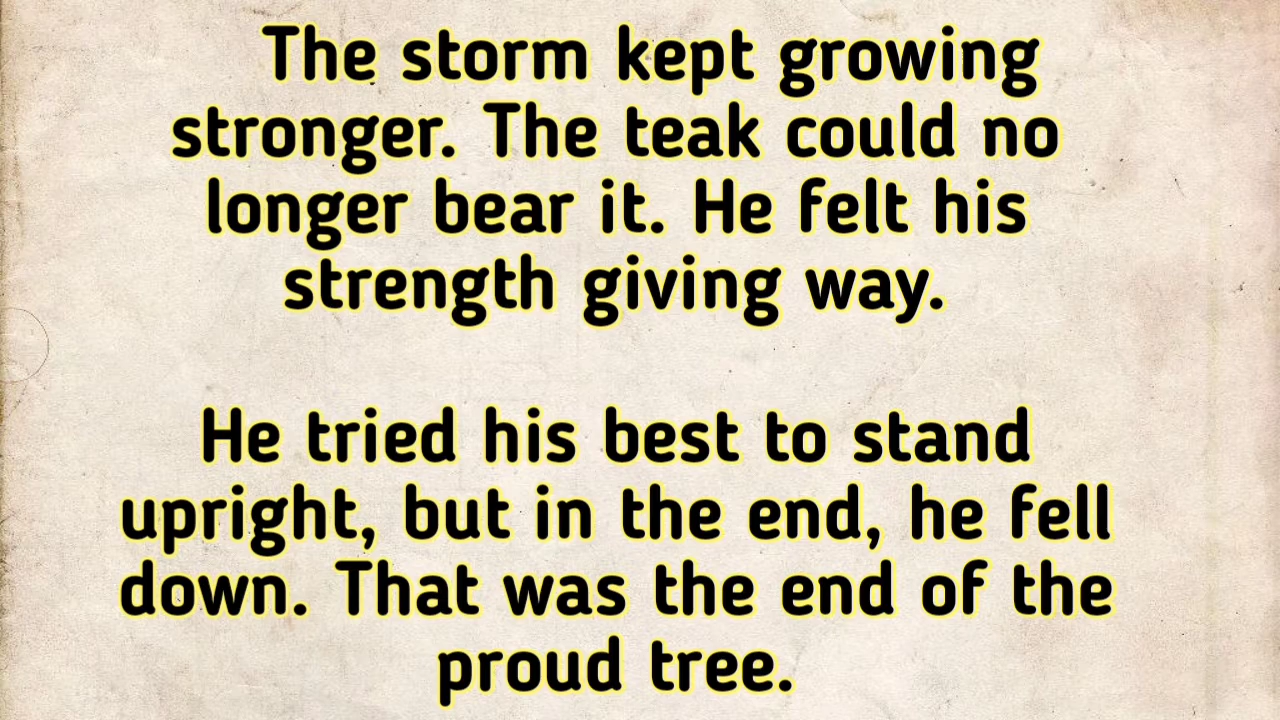 The storm kept growing
stronger. The teak could no
longer bear it. He felt his
strength giving way.
He tried his best to stand
upright, but in the end, he fell
down. That was the end of the
proud tree.